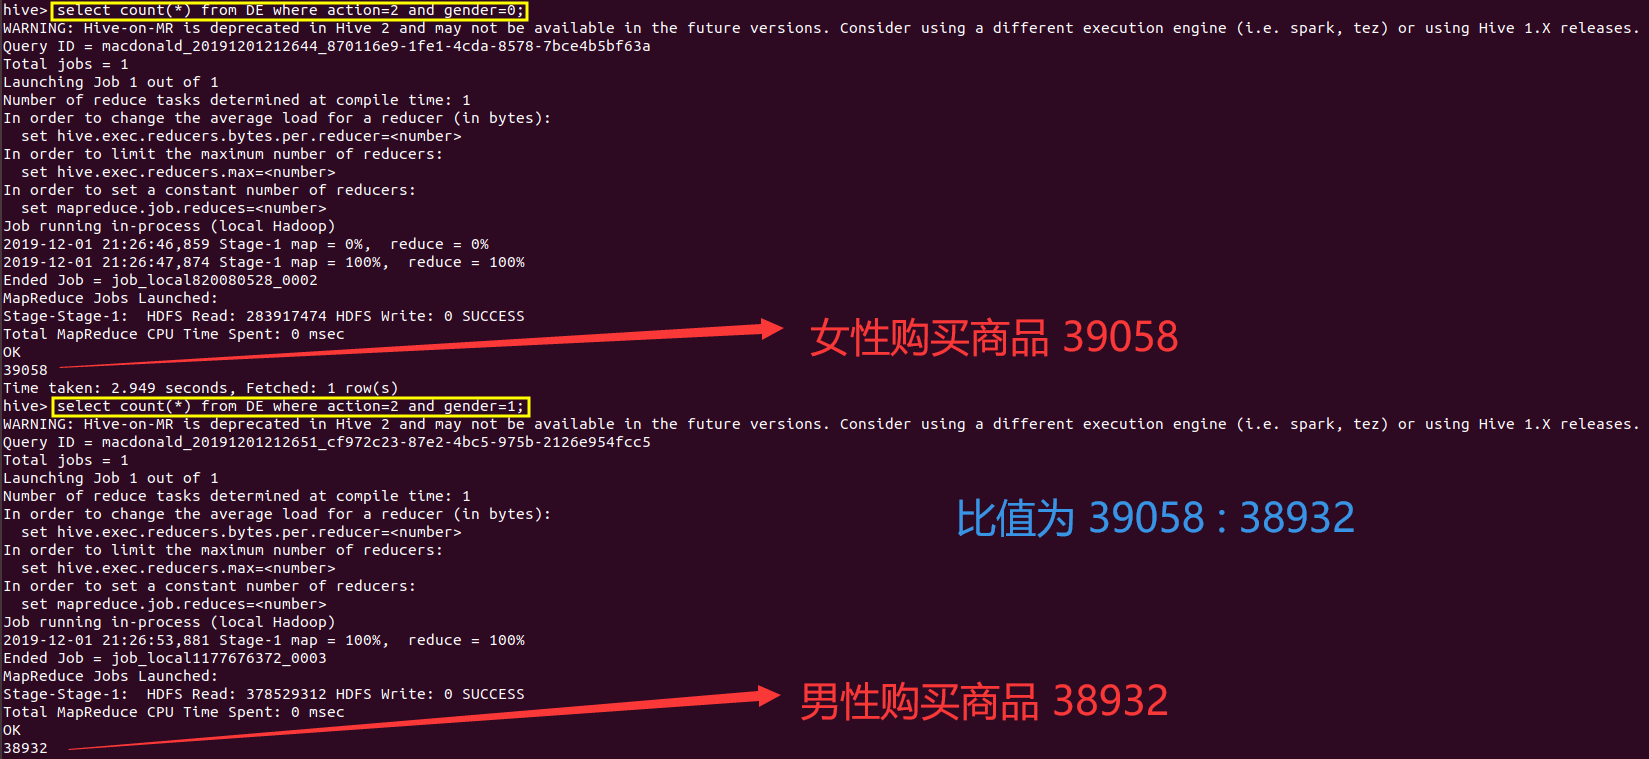 hive> select count(*) from DE where action=2 and gender=0;
WARNING: Hive-on-MR is deprecated in Hive 2 and may not be available in the future versions. Consider using a different execution engine (i.e. spark, tez) or using Hive 1.X releases.
Query ID = macdonald_20191201212644_870116e9-1fe1-4cda-8578-7bce4b5bf63a
Total jobs = 1
Launching Job 1 out of 1
Number of reduce tasks determined at compile time: 1
In order to change the average load for a reducer (in bytes):
  set hive.exec.reducers.bytes.per.reducer=<number>
In order to limit the maximum number of reducers:
  set hive.exec.reducers.max=<number>
In order to set a constant number of reducers:
  set mapreduce.job.reduces=<number>
Job running in-process (local Hadoop)
2019-12-01 21:26:46,859 Stage-1 map = 0%,  reduce = 0%
2019-12-01 21:26:47,874 Stage-1 map = 100%,  reduce = 100%
Ended Job = job_local820080528_0002
MapReduce Jobs Launched:
Stage-Stage-1:  HDFS Read: 283917474 HDFS Write: 0 SUCCESS
Total MapReduce CPU Time Spent: 0 msec
女性购买商品 39058
OK
39058
Time taken: 2.949 seconds, Fetched: 1 row(s)
hive> select count(*) from DE where action=2 and gender=1;
WARNING: Hive-on-MR is deprecated in Hive 2 and may not be available in the future versions. Consider using a different execution engine (i.e. spark, tez) or using Hive 1.X releases.
Query ID = macdonald_20191201212651_cf972c23-87e2-4bc5-975b-2126e954fcc5
Total jobs = 1
Launching Job 1 out of 1
Number of reduce tasks determined at compile time: 1
In order to change the average load for a reducer (in bytes):
比值为 39058 : 38932
  set hive.exec.reducers.bytes.per.reducer=<number>
In order to limit the maximum number of reducers:
  set hive.exec.reducers.max=<number>
In order to set a constant number of reducers:
  set mapreduce.job.reduces=<number>
Job running in-process (local Hadoop)
2019-12-01 21:26:53,881 Stage-1 map = 100%,  reduce = 100%
Ended Job = job_local1177676372_0003
MapReduce Jobs Launched:
Stage-Stage-1:  HDFS Read: 378529312 HDFS Write: 0 SUCCESS
男性购买商品 38932
Total MapReduce CPU Time Spent: 0 msec
OK
38932